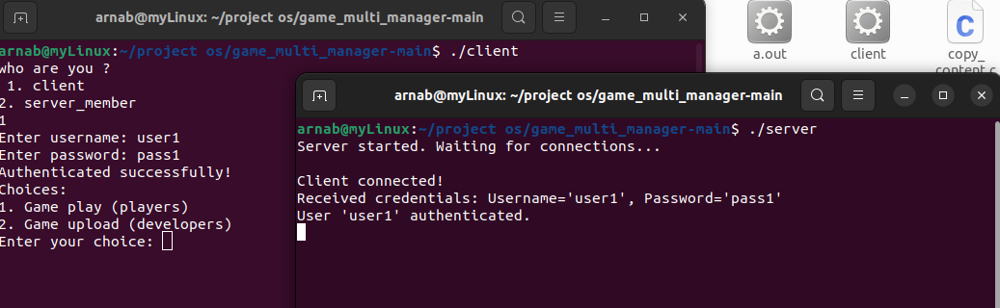 arnab@myLinux: ~/project os/game_multi_manager-main
arnab@myLinux:~/project os/game_multi_manager-main$ ./client
who are you ?
1. client
2. server_member
1
Enter username: user1
Enter password: pass1
Authenticated successfully!
Choices:
1. Game play (players)
2. Game upload (developers)
Enter your choice:
arnab@myLinux: ~/project os/game_multi_manager-main
arnab@myLinux:~/project os/game_multi_manager-main$ ./server
Server started. Waiting for connections...
Client connected!
Received credentials: Username='user1', Password='pass1'
User 'user1' authenticated.
a.out
client
C
copy_
content.c